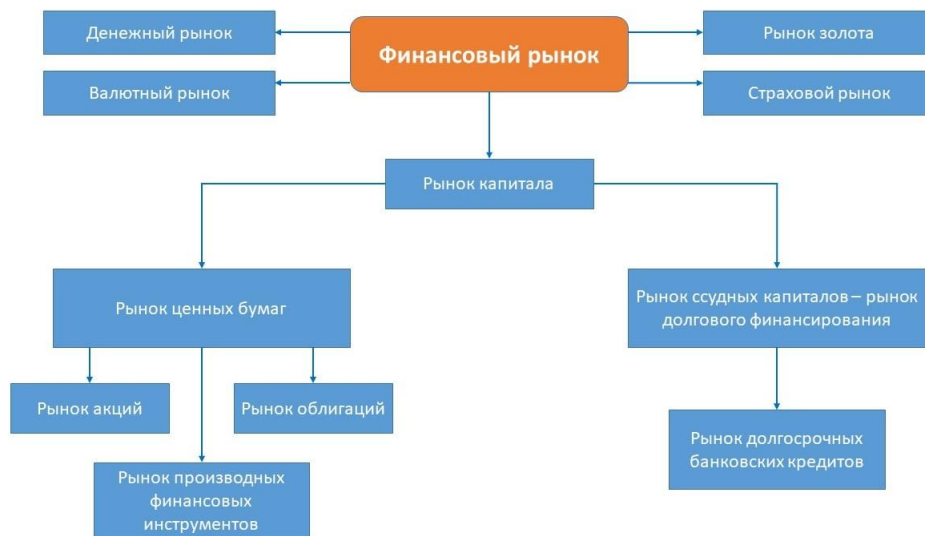 Денежный рынок
Финансовый рынок
Рынок золота
Валютный рынок
Страховой рынок
Рынок капитала
Рынок ценных бумаг
Рынок ссудных капиталов – рынок
долгового финансирования
Рынок акций
Рынок облигаций
Рынок долгосрочных
банковских кредитов
Рынок производных
финансовых
инструментов